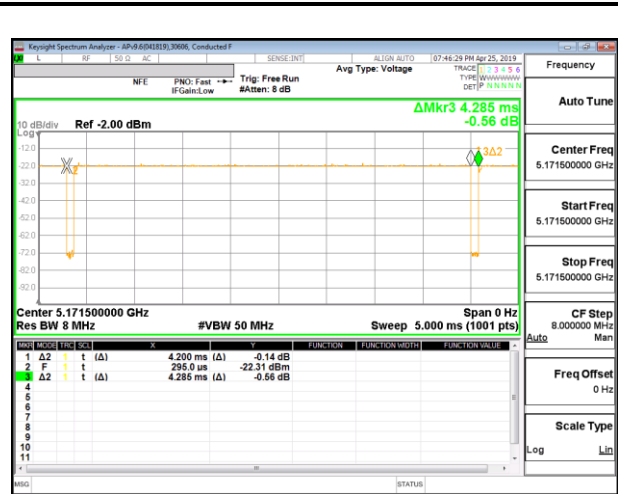 Keysight Spectrum Analyzer - APv9.6(041819),30606, Conducted F
L RF 50 Ω AC SENSE:INT ALIGN AUTO 07:46:29 PM Apr 25, 2019
NFE PNO: Fast Trig: Free Run Avg Type: Voltage TRACE 1 2 3 4 5 6
IFGain:Low #Atten: 8 dB TYPE WWWWWW
DET P N N N N N
Frequency
ΔMkr3 4.285 ms
-0.56 dB
10 dB/div Ref -2.00 dBm
Log
-12.0
-22.0
-32.0
-42.0
-52.0
-62.0
-72.0
-82.0
-92.0
2
3Δ2
Center 5.171500000 GHz Span 0 Hz
Res BW 8 MHz #VBW 50 MHz Sweep 5.000 ms (1001 pts)
MKR MODE TRC SCL X Y FUNCTION FUNCTION WIDTH FUNCTION VALUE
1 Δ2 1 t (Δ) 4.200 ms (Δ) -0.14 dB
2 F 1 t 295.0 µs -22.31 dBm
3 Δ2 1 t (Δ) 4.285 ms (Δ) -0.56 dB
4
5
6
7
8
9
10
11
MSG STATUS
Auto Tune
Center Freq
5.171500000 GHz
Start Freq
5.171500000 GHz
Stop Freq
5.171500000 GHz
CF Step
8.000000 MHz
Auto Man
Freq Offset
0 Hz
Scale Type
Log Lin